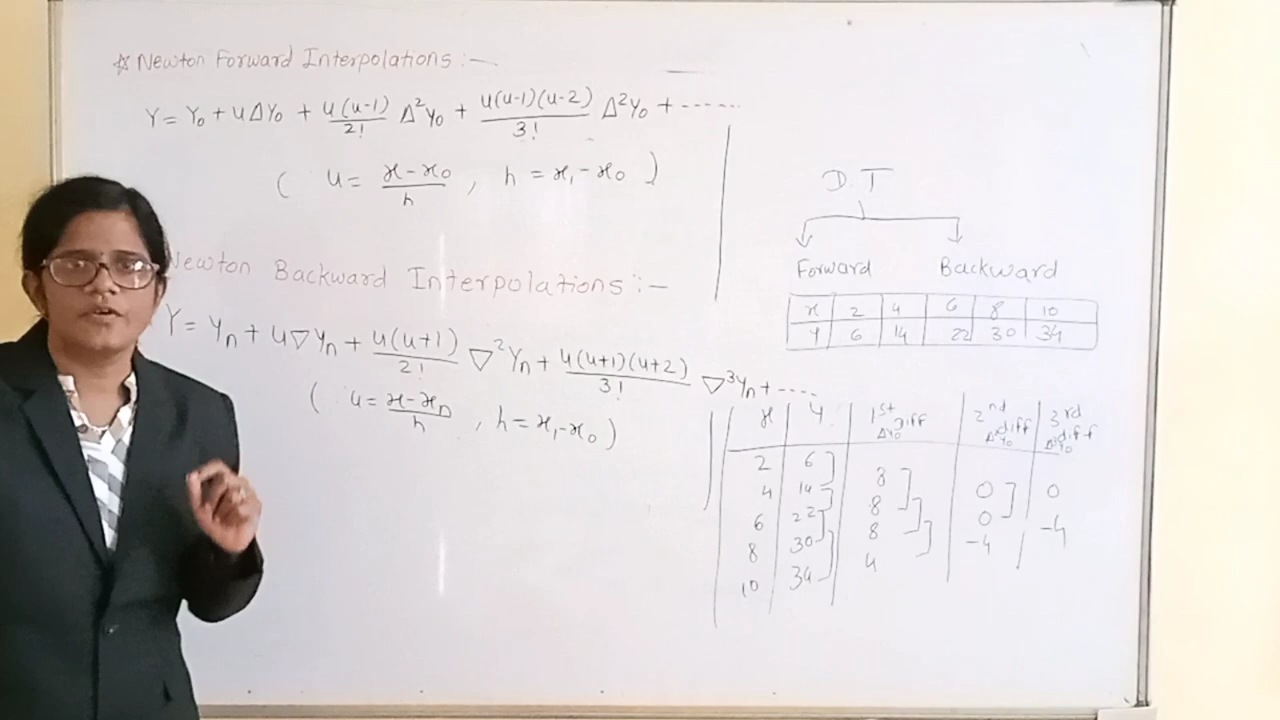 ☆ Newton Forward Interpolations :—
Y = Y₀ + uΔY₀ + u(u-1)/2! Δ²Y₀ + u(u-1)(u-2)/3! Δ²Y₀ + ------
( u = x-x₀/h , h = x₁-x₀ )
Newton Backward Interpolations :—
Y = Yn + u∇Yn + u(u+1)/2! ∇²Yn + u(u+1)(u+2)/3! ∇³Yn + ----
( u = x-xn/h , h = x₁-x₀ )
D.T
Forward Backward
x 2 4 6 8 10
Y 6 14 22 30 34
x y 1st diff ΔY₀ 2nd diff Δ²Y₀ 3rd diff Δ³Y₀
2 6
4 14 8 0 0
6 22 8 0 -4
8 30 8 -4
10 34 4